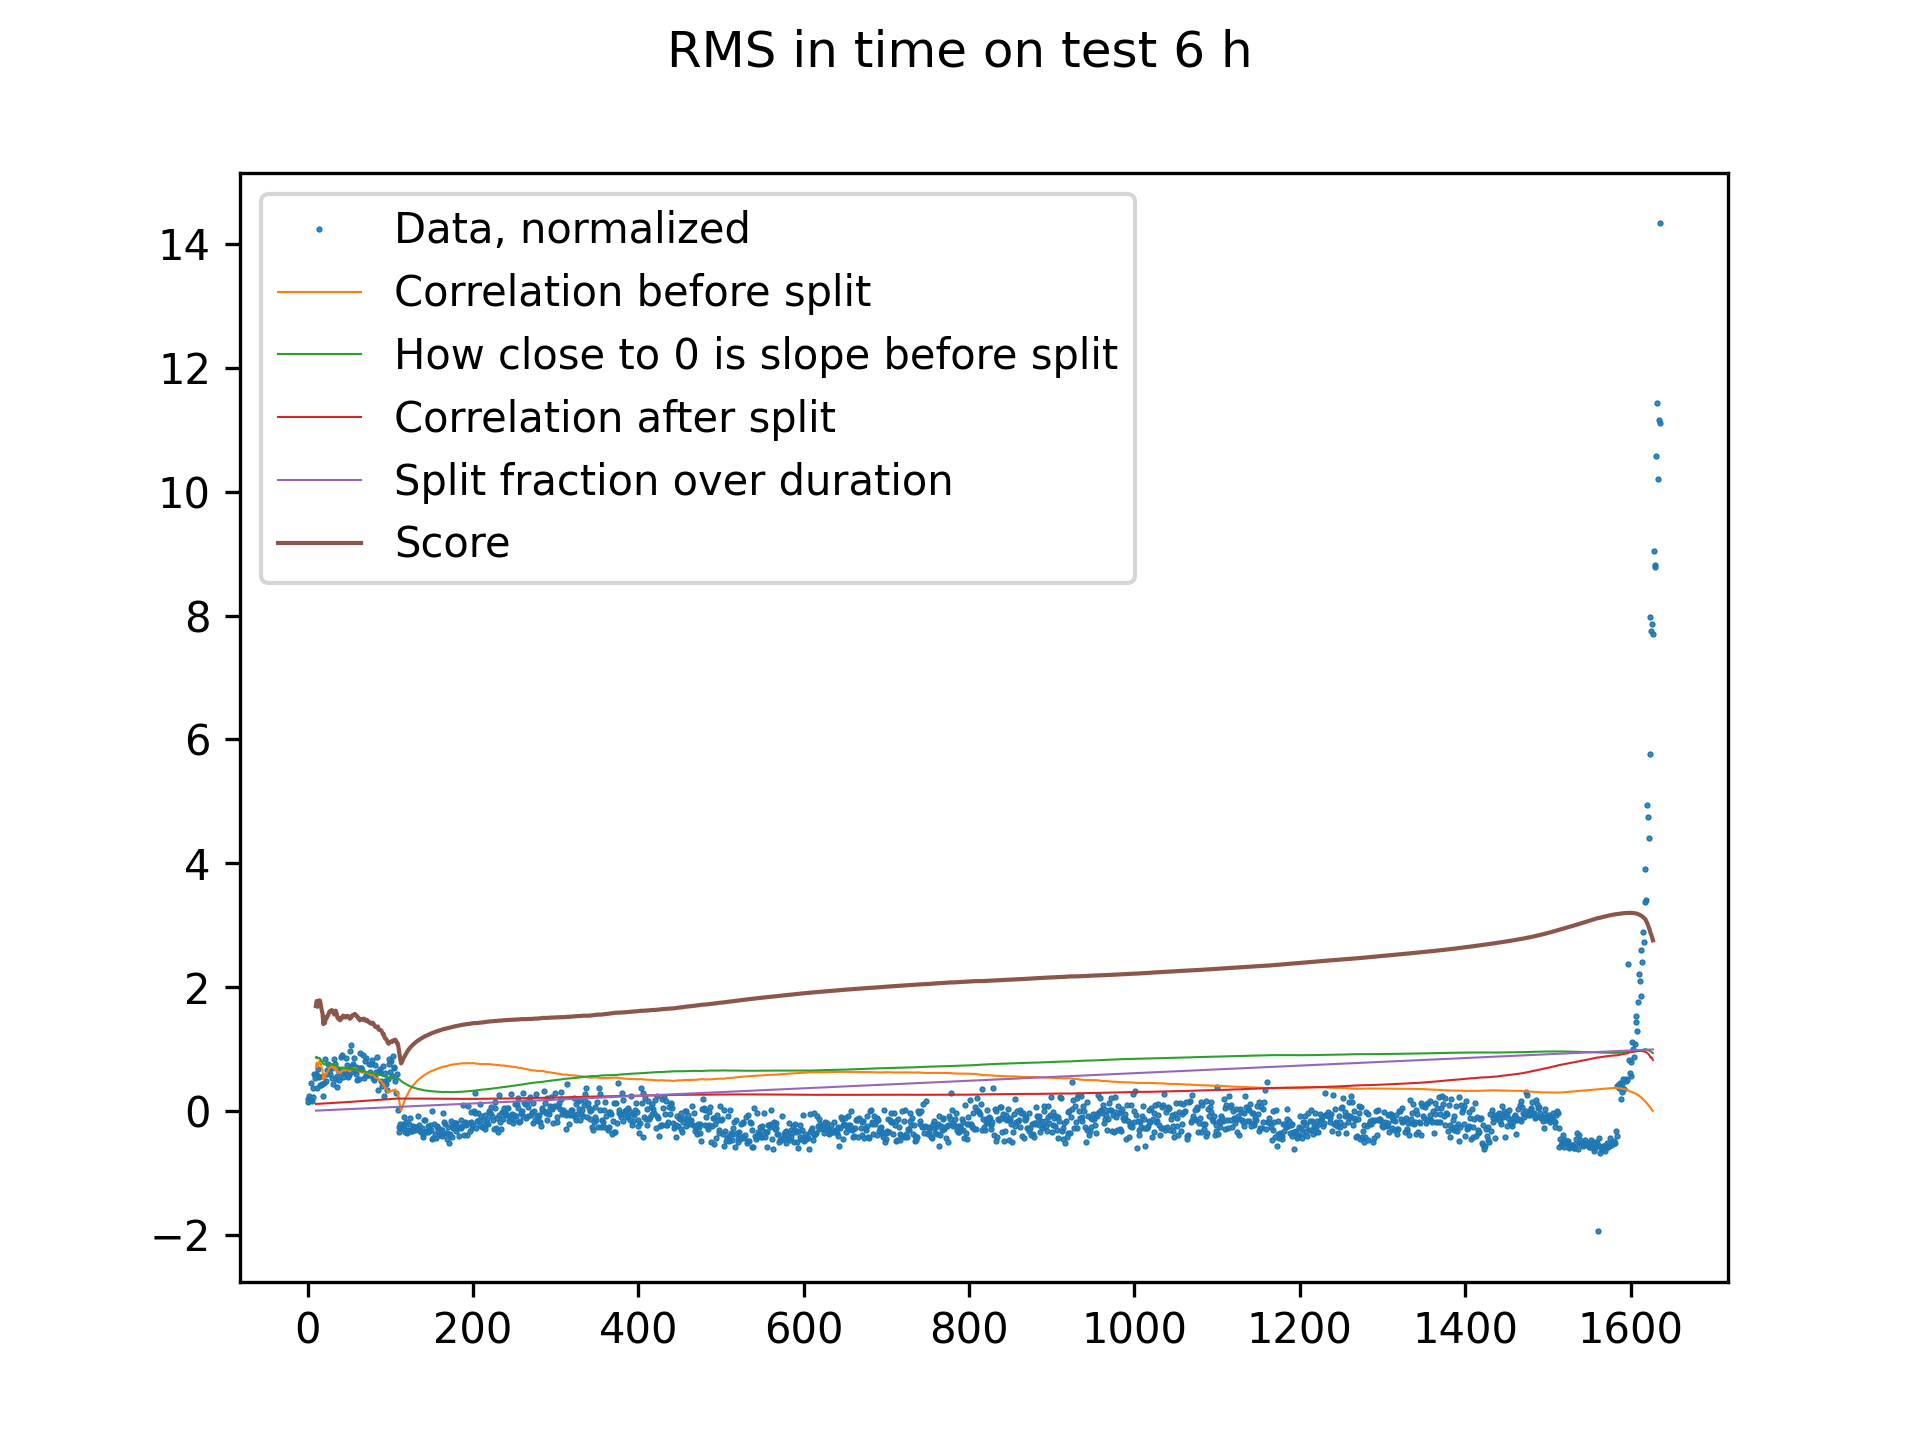 RMS in time on test 6 h
Data, normalized
Correlation before split
How close to 0 is slope before split
Correlation after split
Split fraction over duration
Score
14
12
10
8
6
4
2
0
−2
0 200 400 600 800 1000 1200 1400 1600